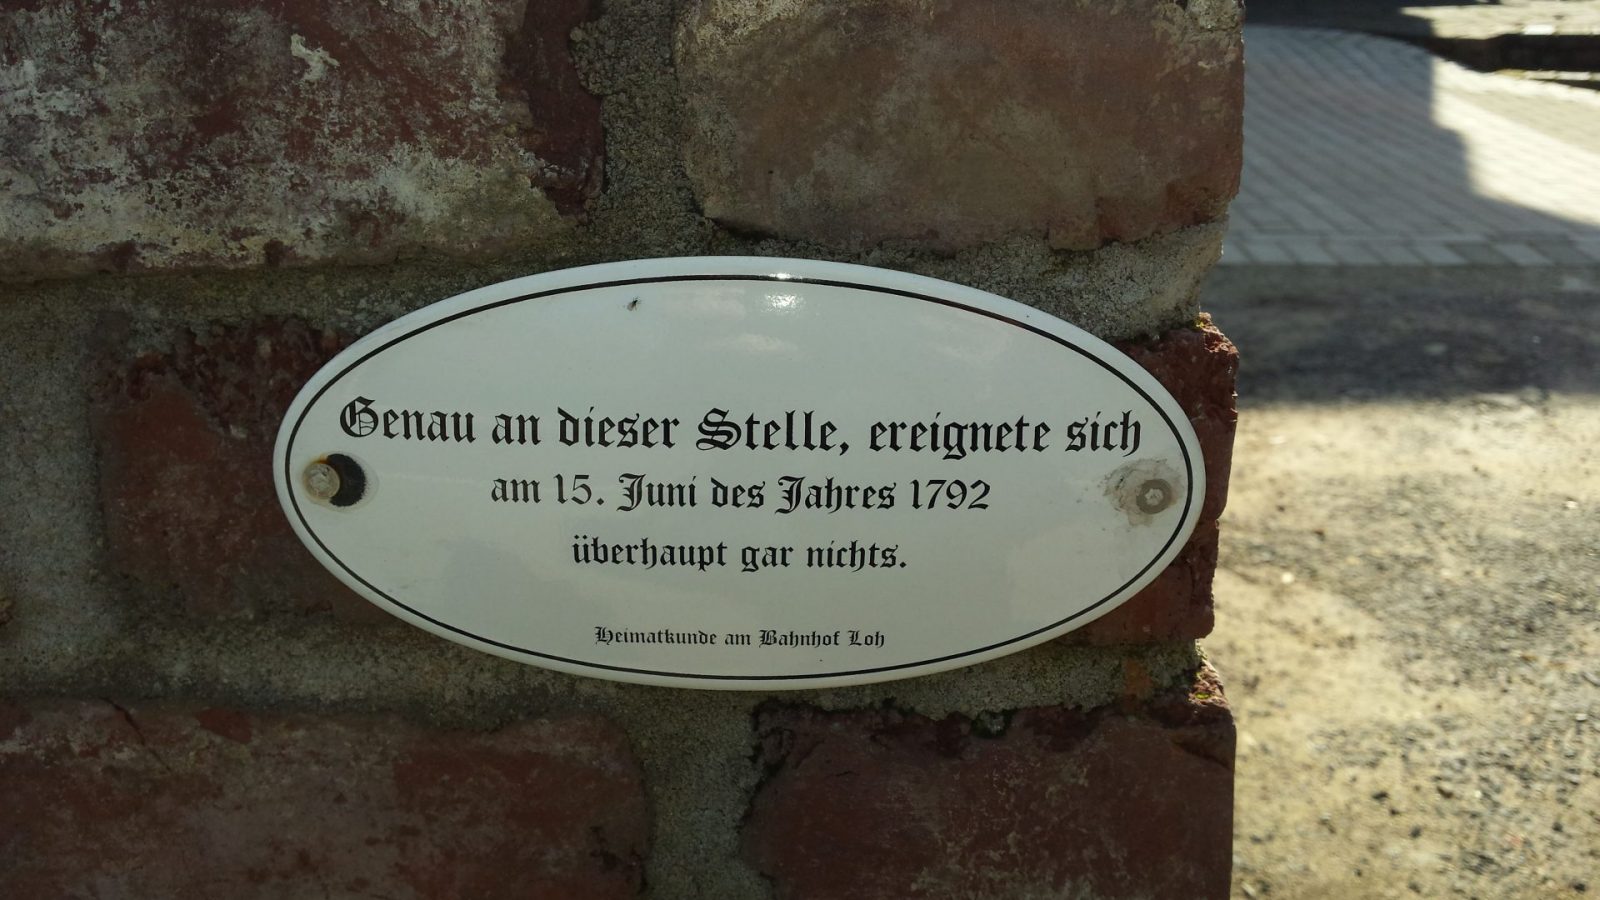 Genau an dieser Stelle, ereignete sich
am 15. Juni des Jahres 1792
überhaupt gar nichts.
Heimatkunde am Bahnhof Loh